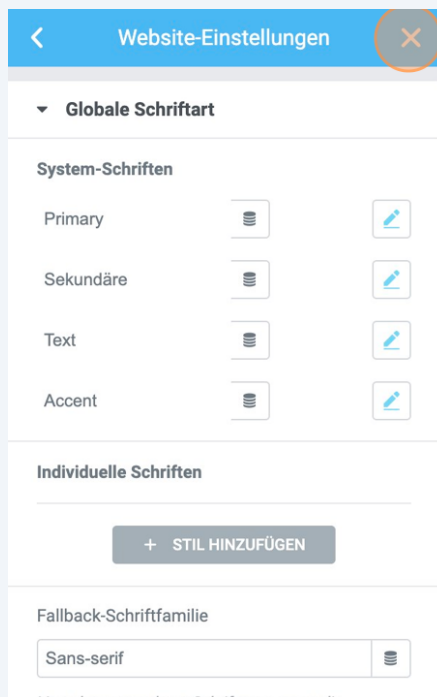 Website-Einstellungen
Globale Schriftart
System-Schriften
Primary
Sekundäre
Text
Accent
Individuelle Schriften
+ STIL HINZUFÜGEN
Fallback-Schriftfamilie
Sans-serif